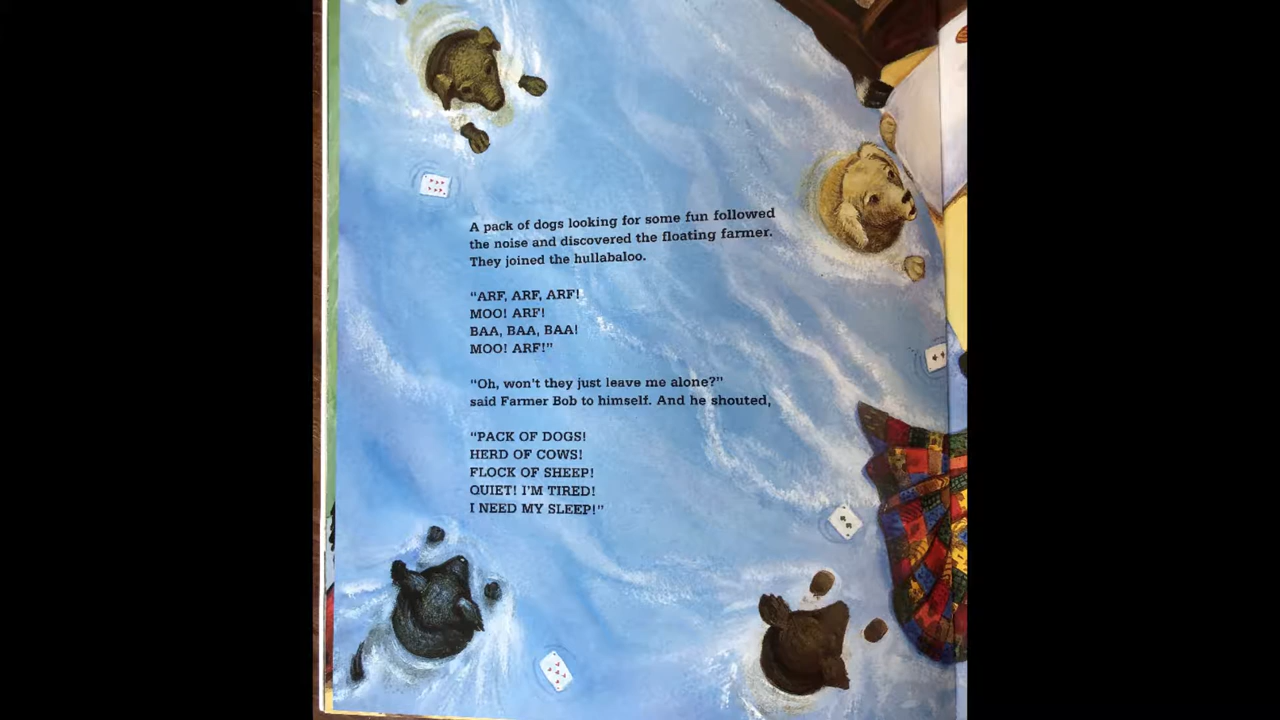 A pack of dogs looking for some fun followed
the noise and discovered the floating farmer.
They joined the hullabaloo.
"ARF, ARF, ARF!
MOO! ARF!
BAA, BAA, BAA!
MOO! ARF!"
"Oh, won't they just leave me alone?"
said Farmer Bob to himself. And he shouted,
"PACK OF DOGS!
HERD OF COWS!
FLOCK OF SHEEP!
QUIET! I'M TIRED!
I NEED MY SLEEP!"